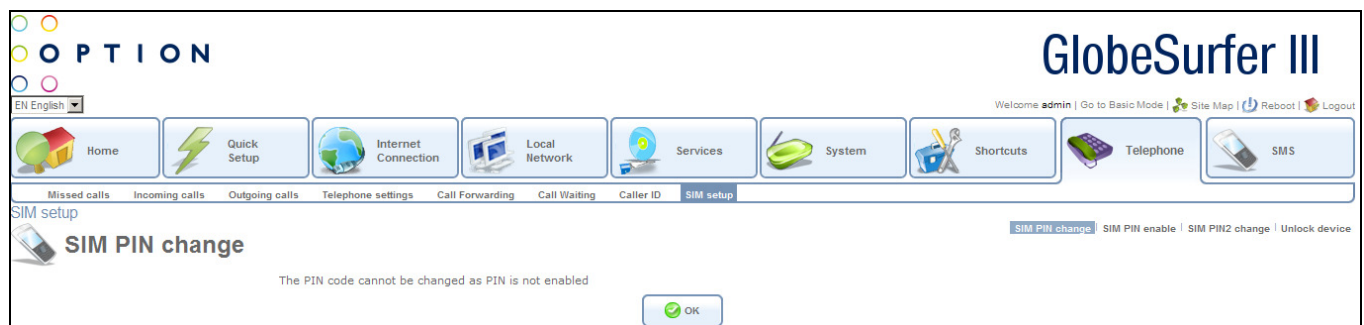 OPTION
GlobeSurfer III
EN English
Welcome admin | Go to Basic Mode | Site Map | Reboot | Logout
Home
Quick Setup
Internet Connection
Local Network
Services
System
Shortcuts
Telephone
SMS
Missed calls Incoming calls Outgoing calls Telephone settings Call Forwarding Call Waiting Caller ID SIM setup
SIM setup
SIM PIN change | SIM PIN enable | SIM PIN2 change | Unlock device
SIM PIN change
The PIN code cannot be changed as PIN is not enabled
OK